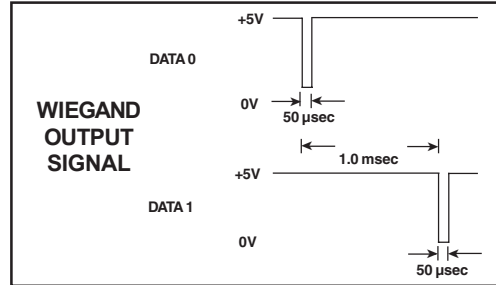 +5V
DATA 0
0V
50 µsec
WIEGAND
OUTPUT
SIGNAL
1.0 msec
+5V
DATA 1
0V
50 µsec